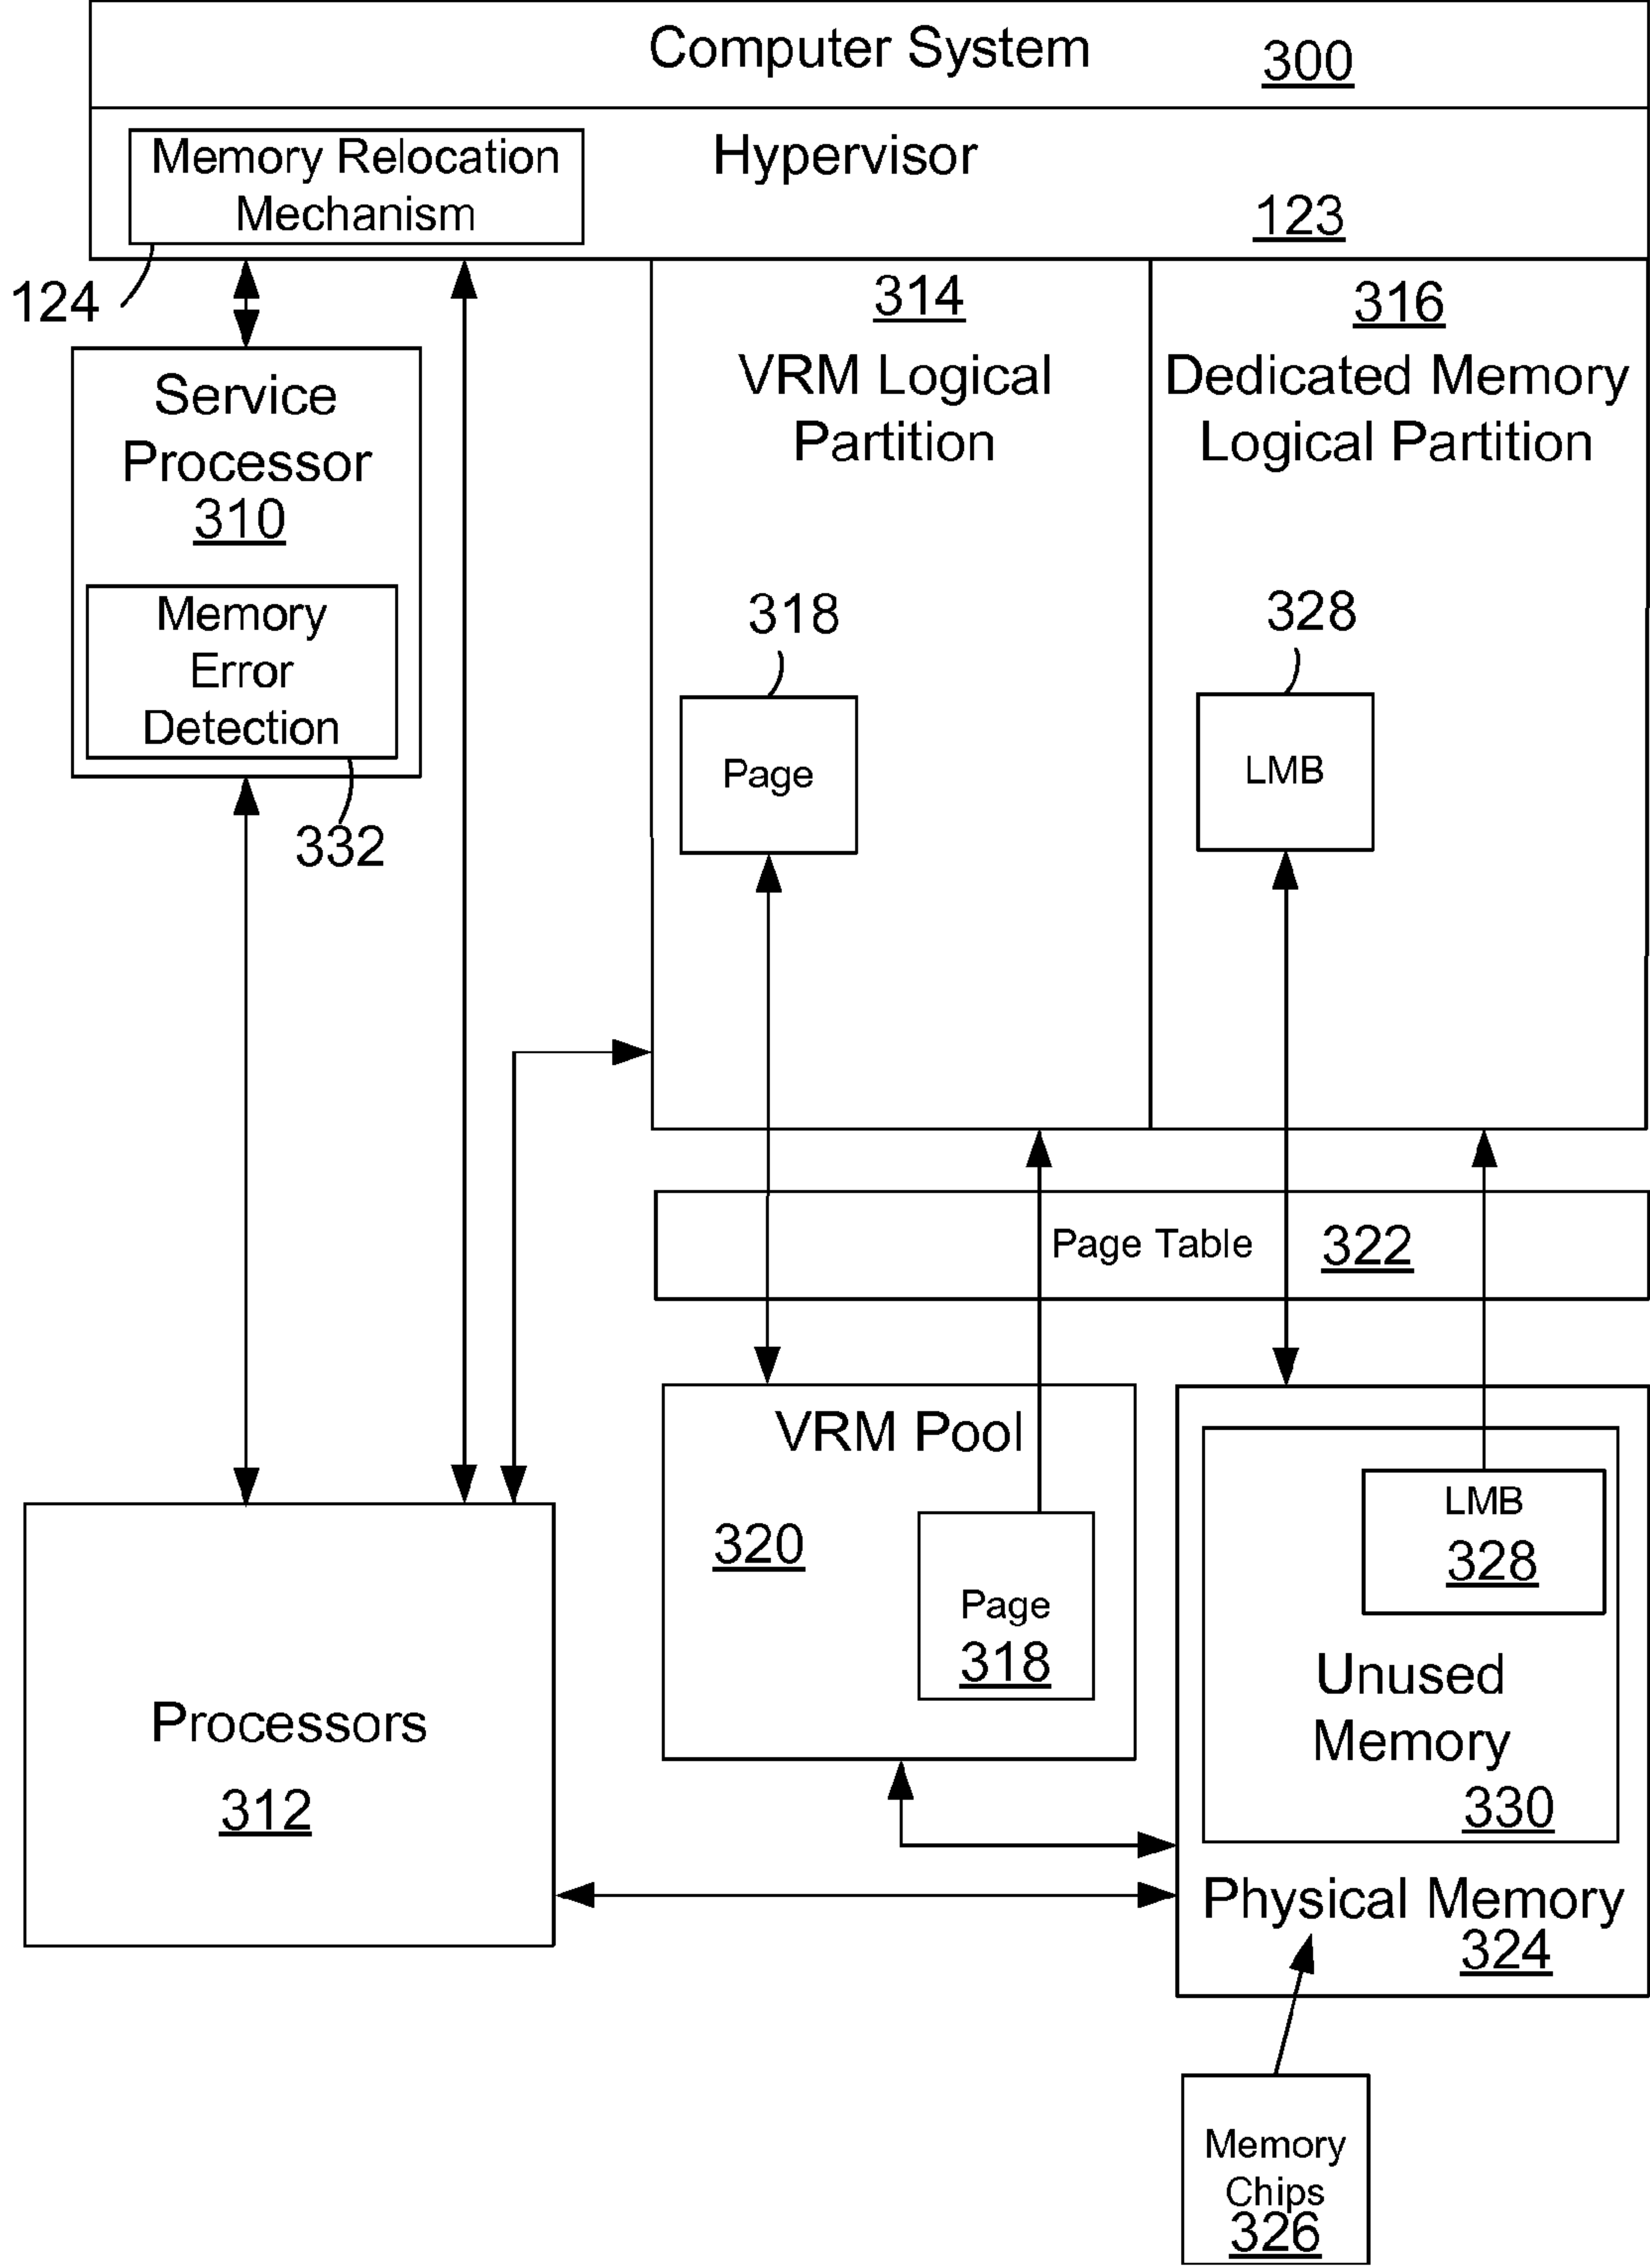 Computer System 300
Memory Relocation
Mechanism
Hypervisor
123
124
314
VRM Logical
Partition
316
Dedicated Memory
Logical Partition
Service
Processor
310
Memory
Error
Detection
332
318
Page
328
LMB
Page Table 322
VRM Pool
320
Page
318
LMB
328
Unused
Memory
330
Physical Memory
324
Processors
312
Memory
Chips
326